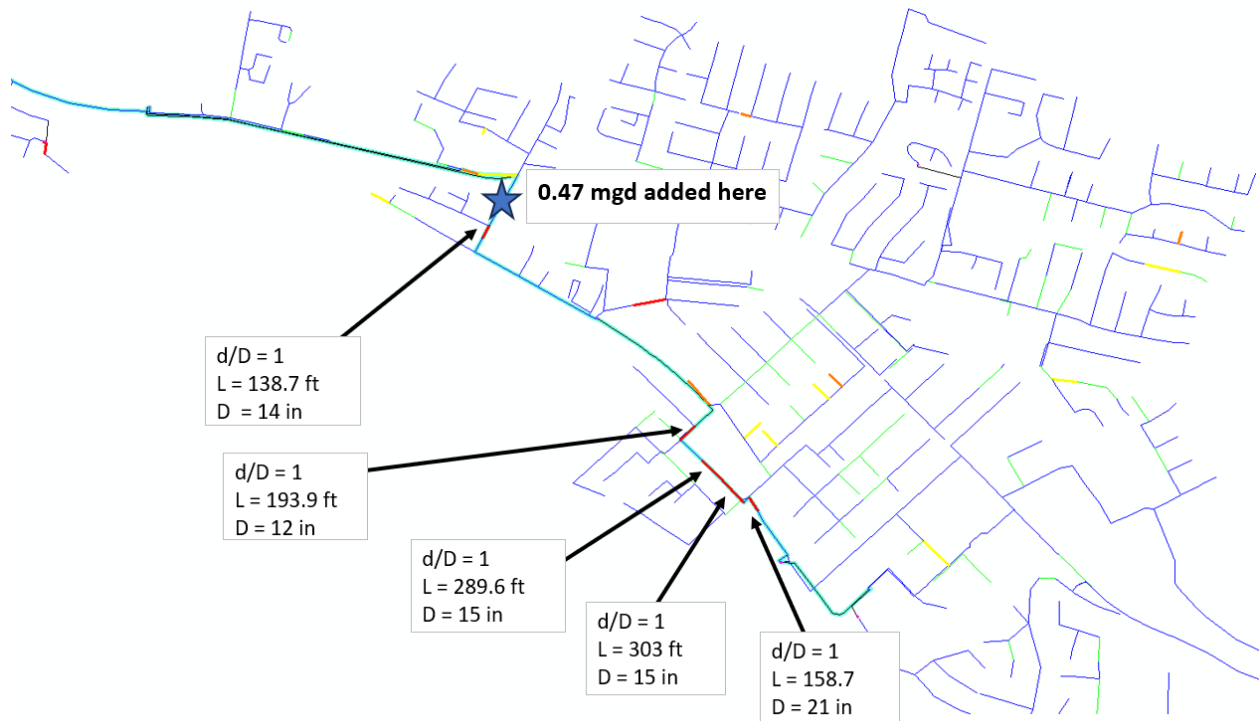 0.47 mgd added here
d/D = 1
L = 138.7 ft
D  = 14 in
d/D = 1
L = 193.9 ft
D = 12 in
d/D = 1
L = 289.6 ft
D = 15 in
d/D = 1
L = 303 ft
D = 15 in
d/D = 1
L = 158.7
D = 21 in